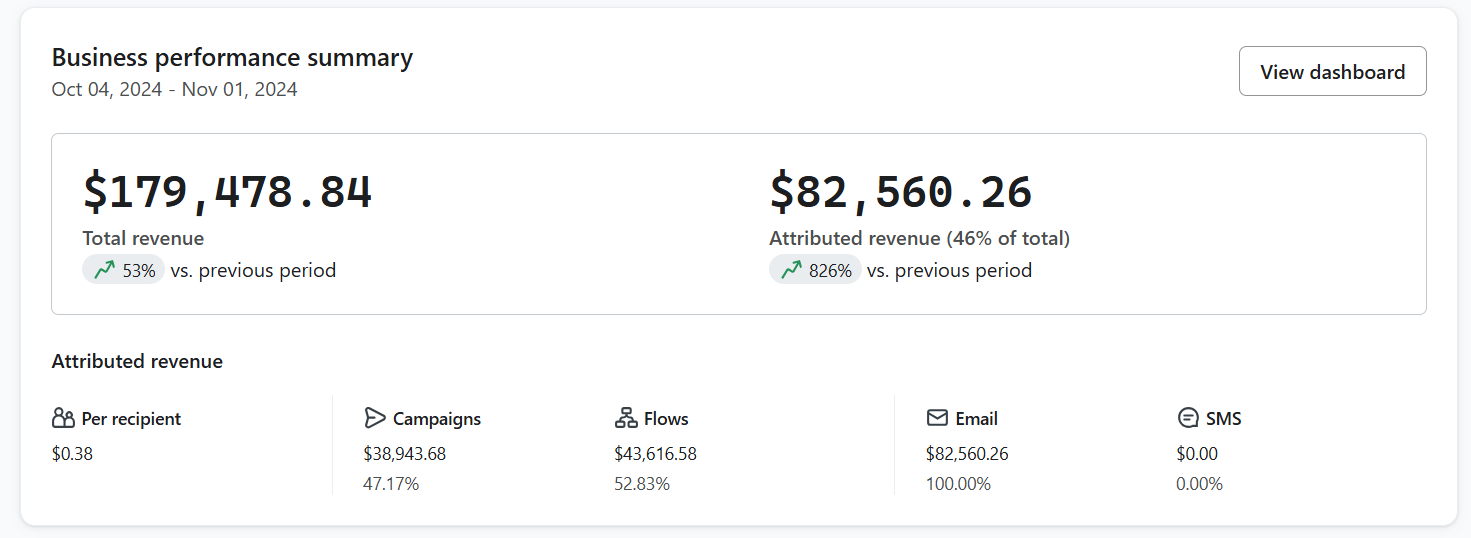 Business performance summary
Oct 04, 2024 - Nov 01, 2024
View dashboard
$179,478.84
Total revenue
53% vs. previous period
$82,560.26
Attributed revenue (46% of total)
826% vs. previous period
Attributed revenue
Per recipient
$0.38
Campaigns
$38,943.68
47.17%
Flows
$43,616.58
52.83%
Email
$82,560.26
100.00%
SMS
$0.00
0.00%